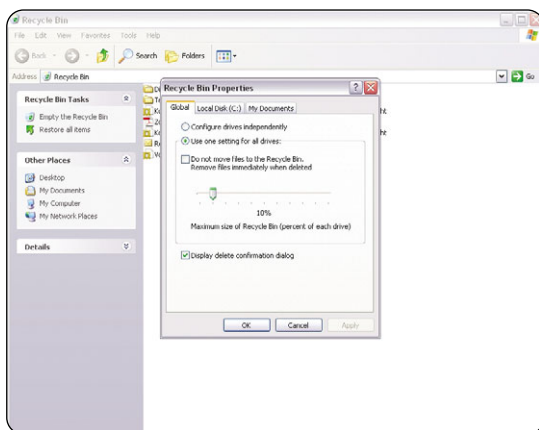 Recycle Bin
File Edit View Favorites Tools Help
Back Search Folders
Address Recycle Bin Go
Recycle Bin Tasks
Empty the Recycle Bin
Restore all items
Other Places
Desktop
My Documents
My Computer
My Network Places
Details
Recycle Bin Properties
Global Local Disk (C:) My Documents
Configure drives independently
Use one setting for all drives:
Do not move files to the Recycle Bin.
Remove files immediately when deleted
10%
Maximum size of Recycle Bin (percent of each drive)
Display delete confirmation dialog
OK Cancel Apply